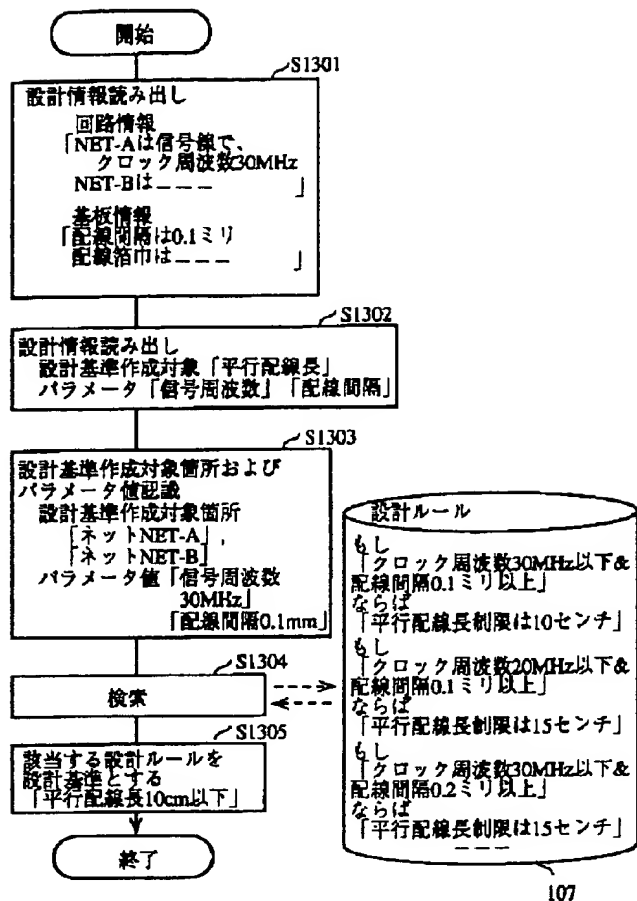 開始
S1301
設計情報読み出し
回路情報
「NET-Aは信号線で、
クロック周波数30MHz
NET-Bは＿＿＿ 」
基板情報
「配線間隔は0.1ミリ
配線箔巾は＿＿＿ 」
S1302
設計情報読み出し
設計基準作成対象「平行配線長」
パラメータ「信号周波数」「配線間隔」
S1303
設計基準作成対象箇所および
パラメータ値認識
設計基準作成対象箇所
「ネットNET-A」,
「ネットNET-B」
パラメータ値「信号周波数
30MHz」
「配線間隔0.1mm」
S1304
検索
S1305
該当する設計ルールを
設計基準とする
「平行配線長10cm以下」
終了
設計ルール
もし
「クロック周波数30MHz以下&
配線間隔0.1ミリ以上」
ならば
「平行配線長制限は10センチ」
もし
「クロック周波数20MHz以下&
配線間隔0.1ミリ以上」
ならば
「平行配線長制限は15センチ」
もし
「クロック周波数30MHz以下&
配線間隔0.2ミリ以上」
ならば
「平行配線長制限は15センチ」
＿＿＿
107